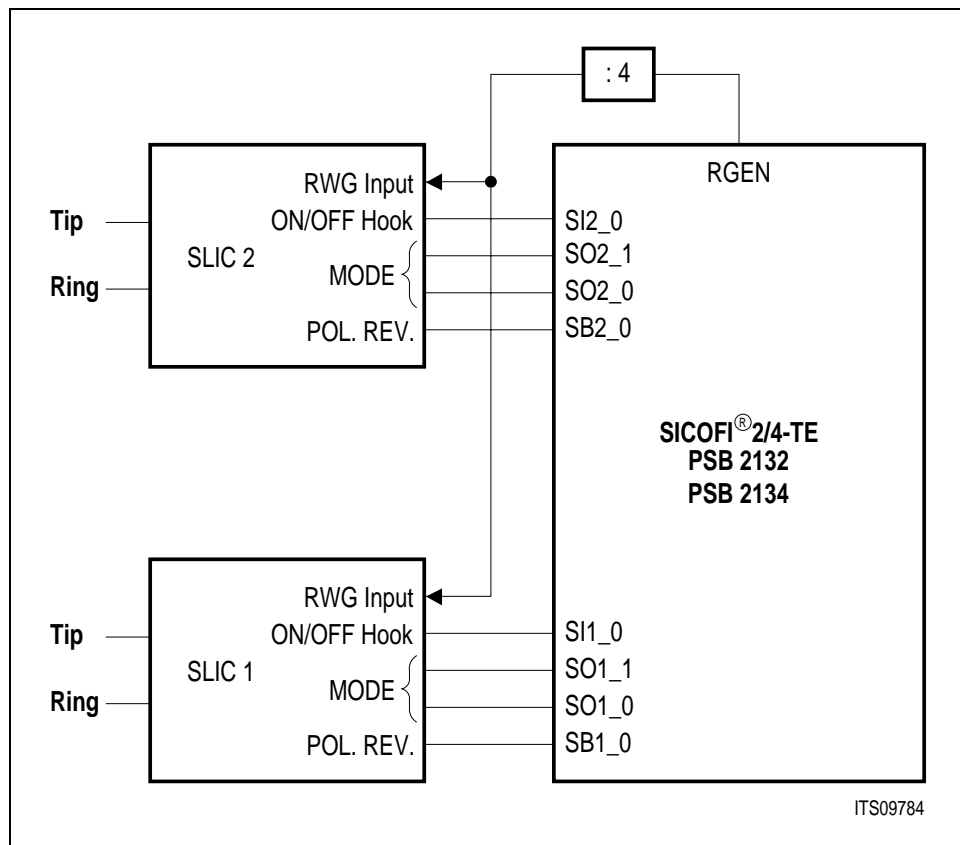 : 4
RGEN
RWG Input
ON/OFF Hook
MODE
POL. REV.
Tip
Ring
SLIC 2
SI2_0
SO2_1
SO2_0
SB2_0
SICOFI®2/4-TE
PSB 2132
PSB 2134
RWG Input
ON/OFF Hook
MODE
POL. REV.
Tip
Ring
SLIC 1
SI1_0
SO1_1
SO1_0
SB1_0
ITS09784